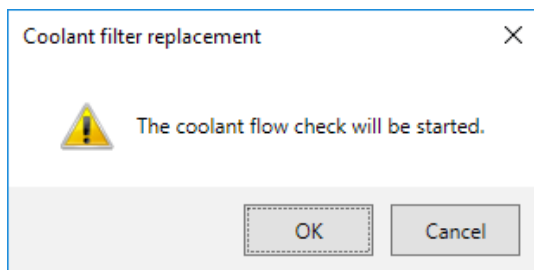 Coolant filter replacement
The coolant flow check will be started.
OK
Cancel